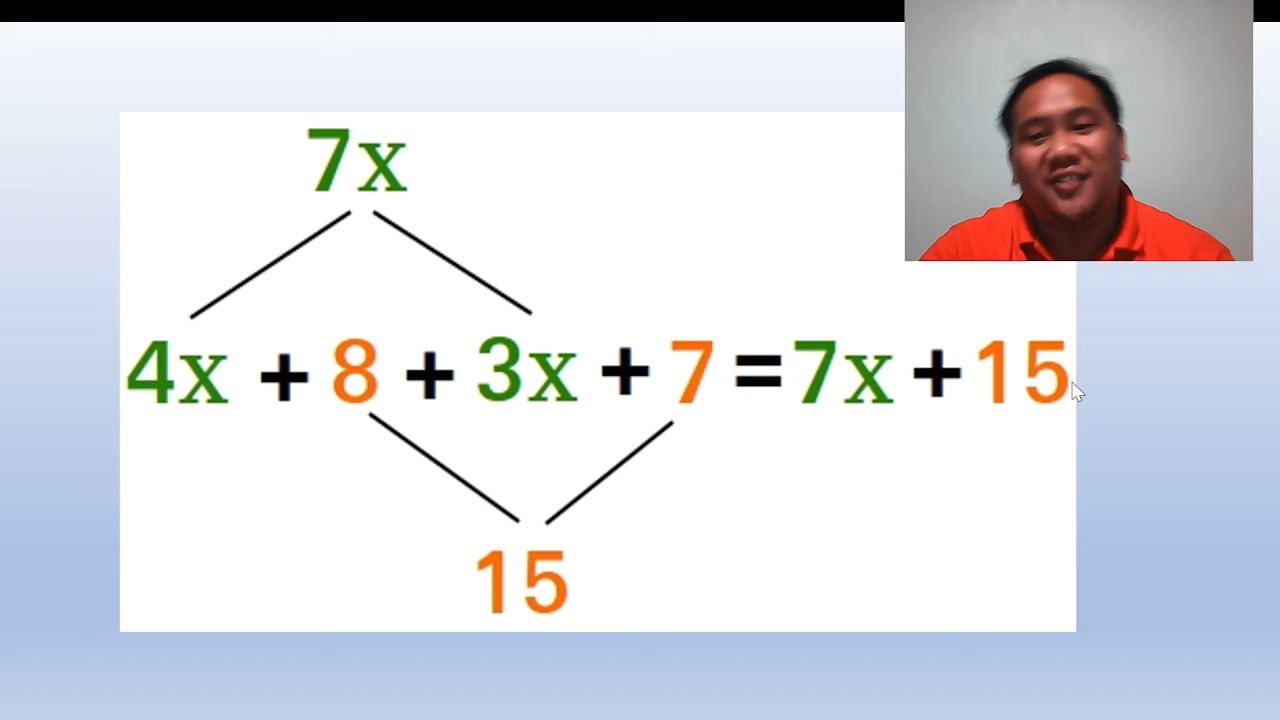 7x
4x + 8 + 3x + 7 = 7x + 15
15